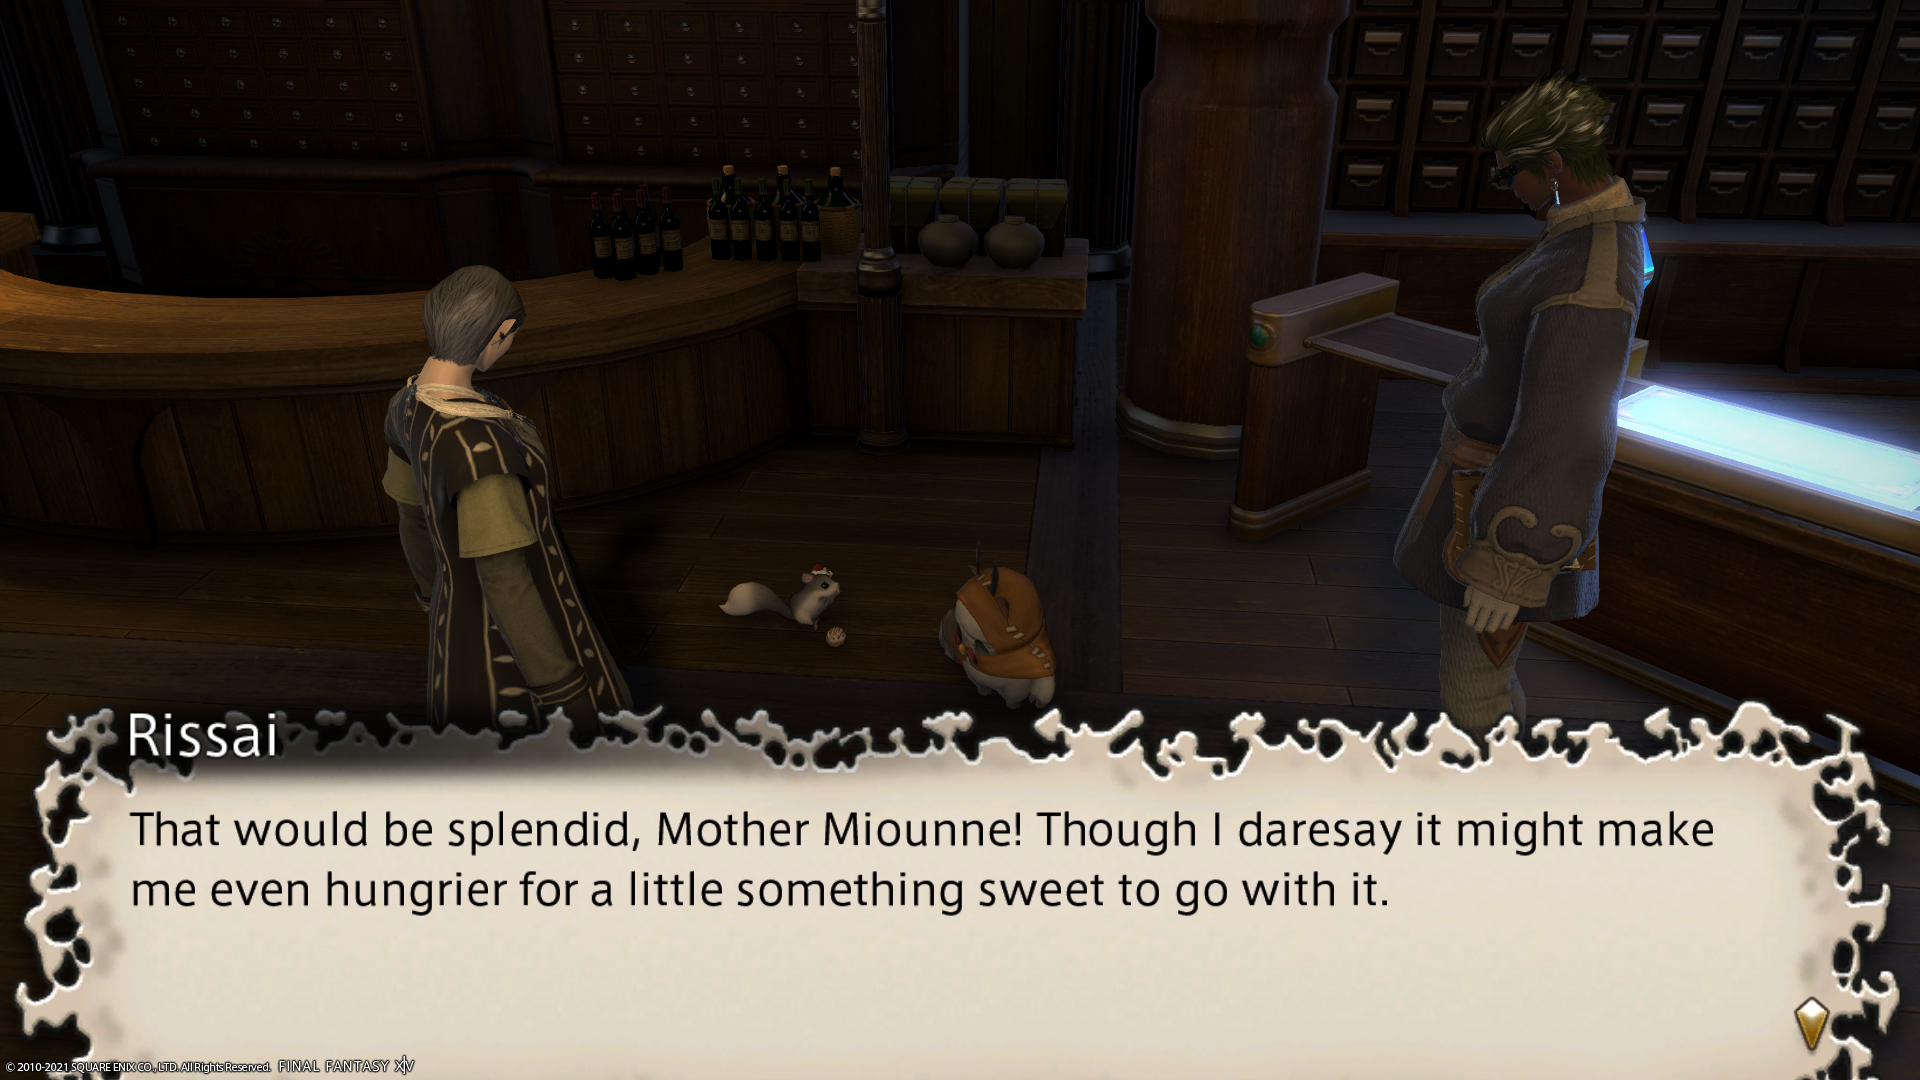 Rissai
That would be splendid, Mother Miounne! Though I daresay it might make
me even hungrier for a little something sweet to go with it.
© 2010-2021 SQUARE ENIX CO., LTD. All Rights Reserved. FINAL FANTASY XIV